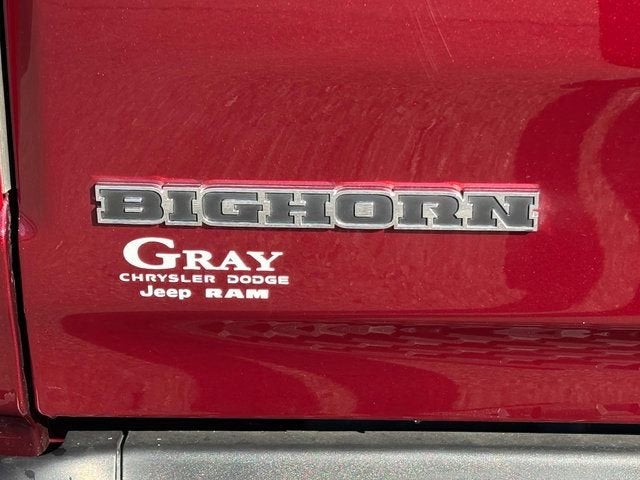 BIGHORN
GRAY
CHRYSLER DODGE
Jeep RAM